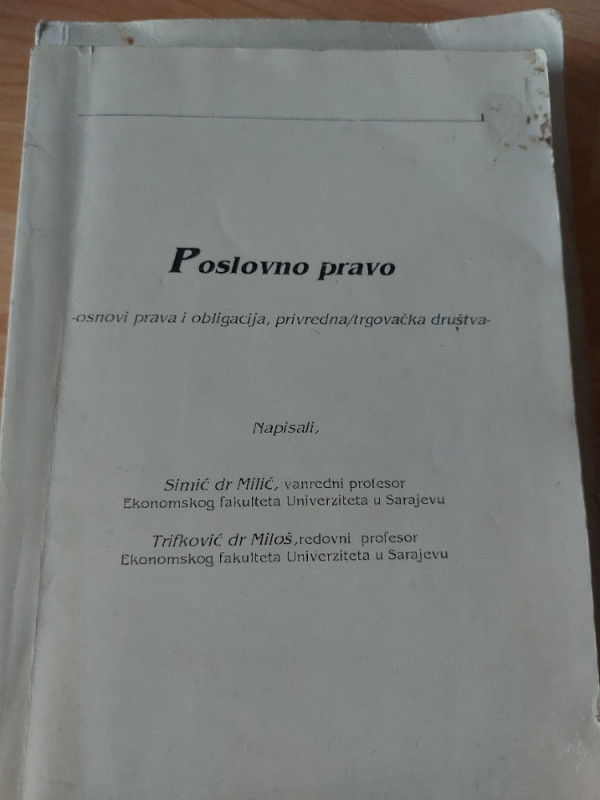 Poslovno pravo
-osnovi prava i obligacija, privredna/trgovačka društva-
Napisali,
Simić dr Milić, vanredni profesor
Ekonomskog fakulteta Univerziteta u Sarajevu
Trifković dr Miloš,redovni profesor
Ekonomskog fakulteta Univerziteta u Sarajevu